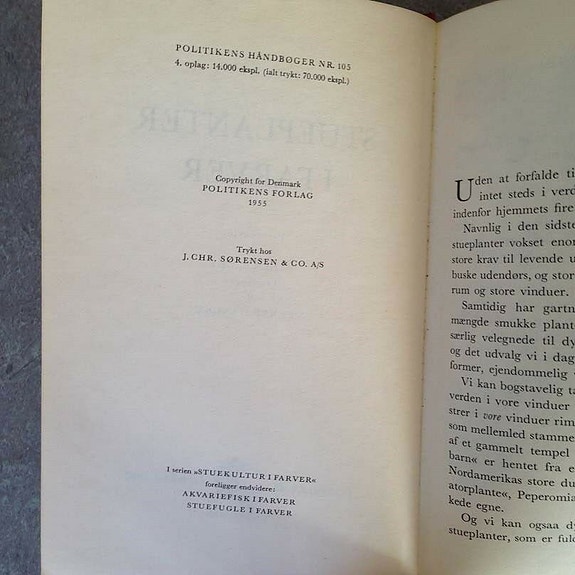 POLITIKENS HÅNDBØGER NR. 105
4. oplag: 14.000 ekspl. (ialt trykt: 70.000 ekspl.)
STUEPLANTER
I FARVER
Copyright for Denmark
POLITIKENS FORLAG
1955
Trykt hos
J. CHR. SØRENSEN & CO. A/S
I serien »STUEKULTUR I FARVER«
foreligger endvidere:
AKVARIEFISK I FARVER
STUEFUGLE I FARVER
Uden at forfalde ti
intet steds i verd
indenfor hjemmets fire
Navnlig i den sidste
stueplanter vokset enor
store krav til levende u
buske udendørs, og stor
rum og store vinduer.
Samtidig har gartn
mængde smukke plant
særlig velegnede til dy
og det udvalg vi i dag
former, ejendommelig v
Vi kan bogstavelig ta
verden i vore vinduer
strer i vore vinduer rim
som mellemled stamme
af et gammelt tempel
barn« er hentet fra e
Nordamerikas store du
atorplante«, Peperomia
kede egne.
Og vi kan ogsaa dy
stueplanter, som er fuld